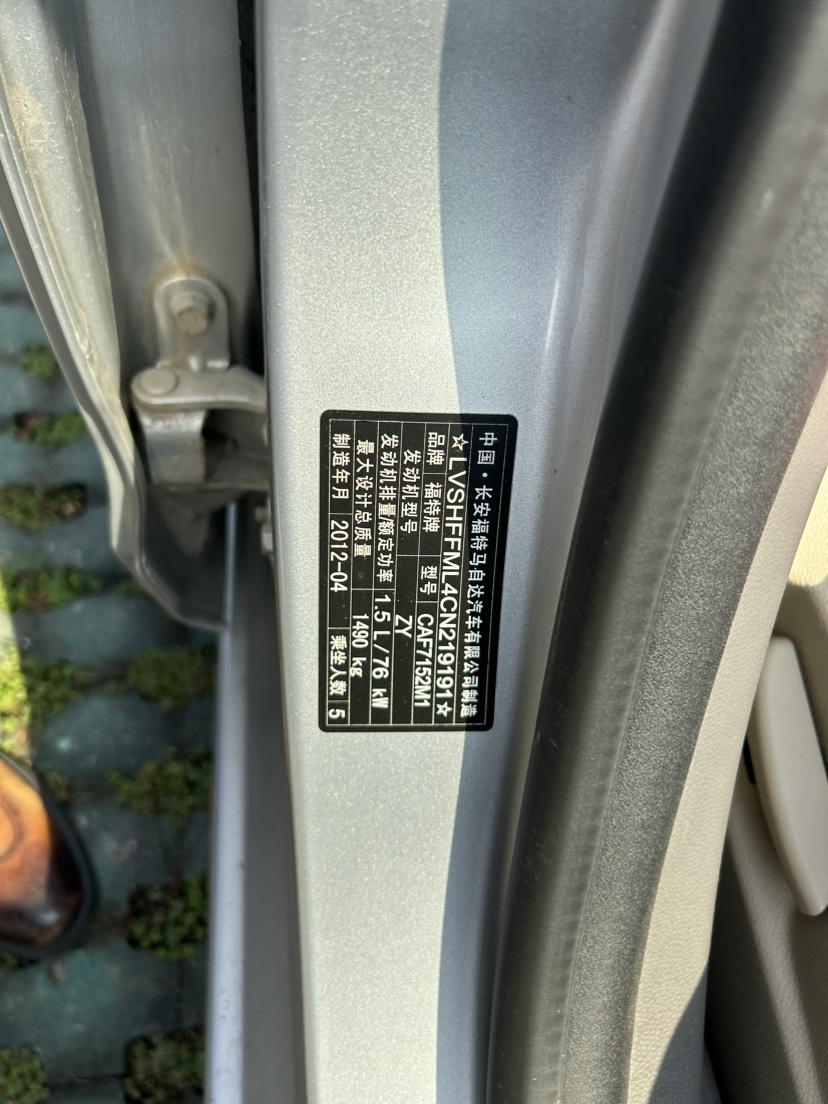 中国·长安福特马自达汽车有限公司制造
☆LVSHFFML4CN219191☆
品牌 福特牌 型号 CAF7152M1
发动机型号 ZY
发动机排量/额定功率 1.5 L/76 kW
最大设计总质量 1490 kg
制造年月 2012-04 乘坐人数 5